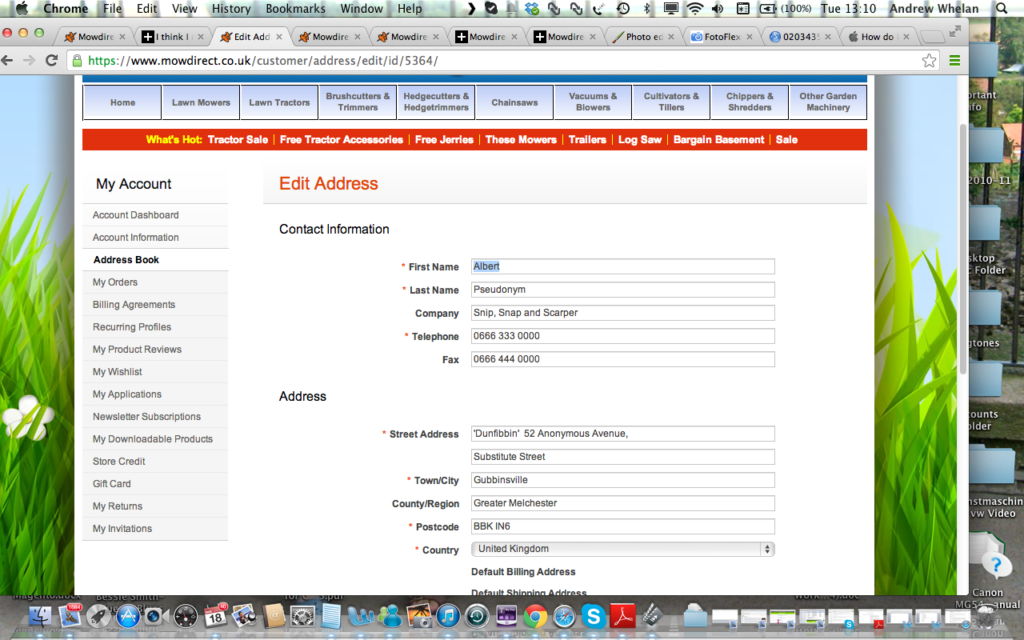 Chrome File Edit View History Bookmarks Window Help (100%) Tue 13:10 Andrew Whelan
Mowdire I think I Edit Add Mowdire Mowdire Mowdire Mowdire Photo ed FotoFlex 020343 How do I
https://www.mowdirect.co.uk/customer/address/edit/id/5364/
Home
Lawn Mowers
Lawn Tractors
Brushcutters &
Trimmers
Hedgecutters &
Hedgetrimmers
Chainsaws
Vacuums &
Blowers
Cultivators &
Tillers
Chippers &
Shredders
Other Garden
Machinery
What's Hot: Tractor Sale | Free Tractor Accessories | Free Jerries | These Mowers | Trailers | Log Saw | Bargain Basement | Sale
My Account
Account Dashboard
Account Information
Address Book
My Orders
Billing Agreements
Recurring Profiles
My Product Reviews
My Wishlist
My Applications
Newsletter Subscriptions
My Downloadable Products
Store Credit
Gift Card
My Returns
My Invitations
Edit Address
Contact Information
* First Name Albert
* Last Name Pseudonym
Company Snip, Snap and Scarper
* Telephone 0666 333 0000
Fax 0666 444 0000
Address
* Street Address 'Dunfibbin' 52 Anonymous Avenue,
Substitute Street
* Town/City Gubbinsville
County/Region Greater Melchester
* Postcode BBK IN6
* Country United Kingdom
Default Billing Address
Default Shipping Address
ortant
nfo
2010-11
sktop
C Folder
gtones
counts
older
nstmaschin
vw Video
Canon
18